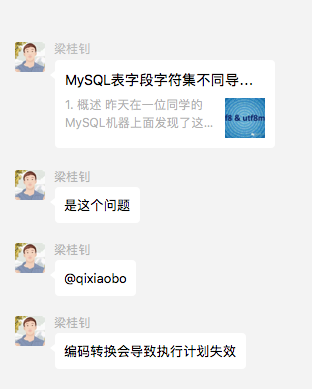 梁桂钊
MySQL表字段字符集不同导...
1. 概述 昨天在一位同学的
MySQL机器上面发现了这...
f8 & utf8m
梁桂钊
是这个问题
梁桂钊
@qixiaobo
梁桂钊
编码转换会导致执行计划失效